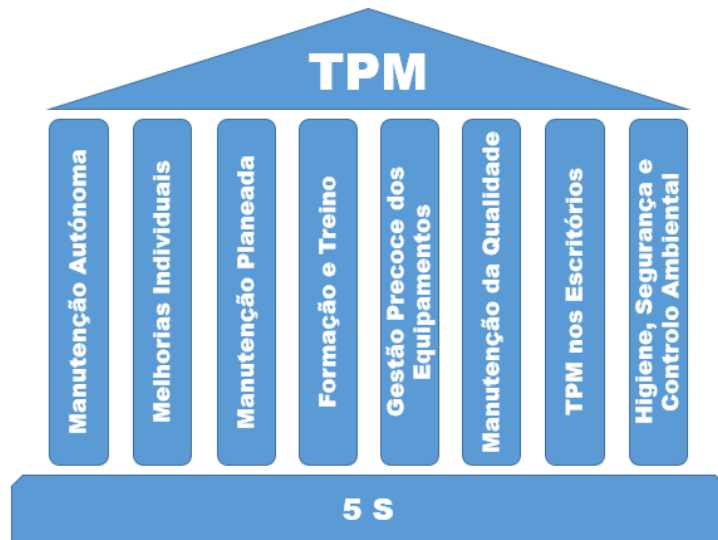 TPM
Manutenção Autónoma
Melhorias Individuais
Manutenção Planeada
Formação e Treino
Gestão Precoce dos
Equipamentos
Manutenção da Qualidade
TPM nos Escritórios
Higiene, Segurança e
Controlo Ambiental
5 S